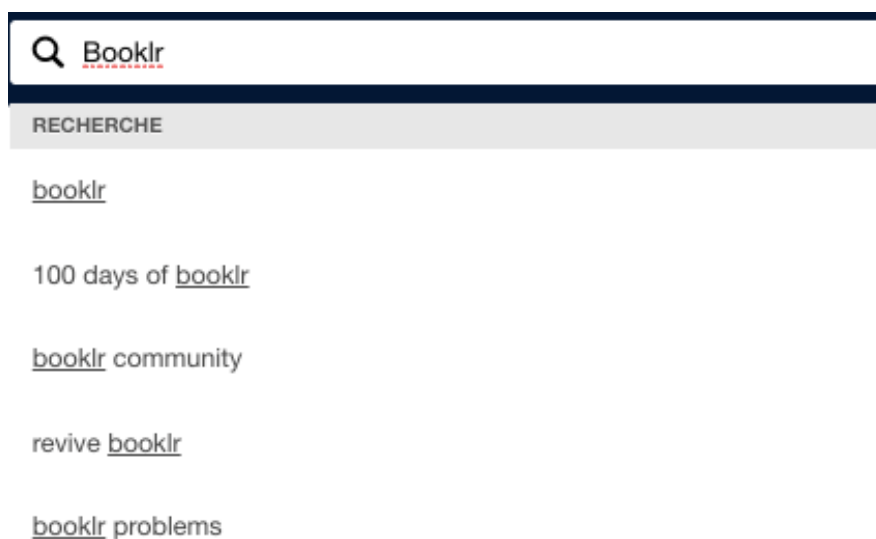 Booklr
RECHERCHE
booklr
100 days of booklr
booklr community
revive booklr
booklr problems